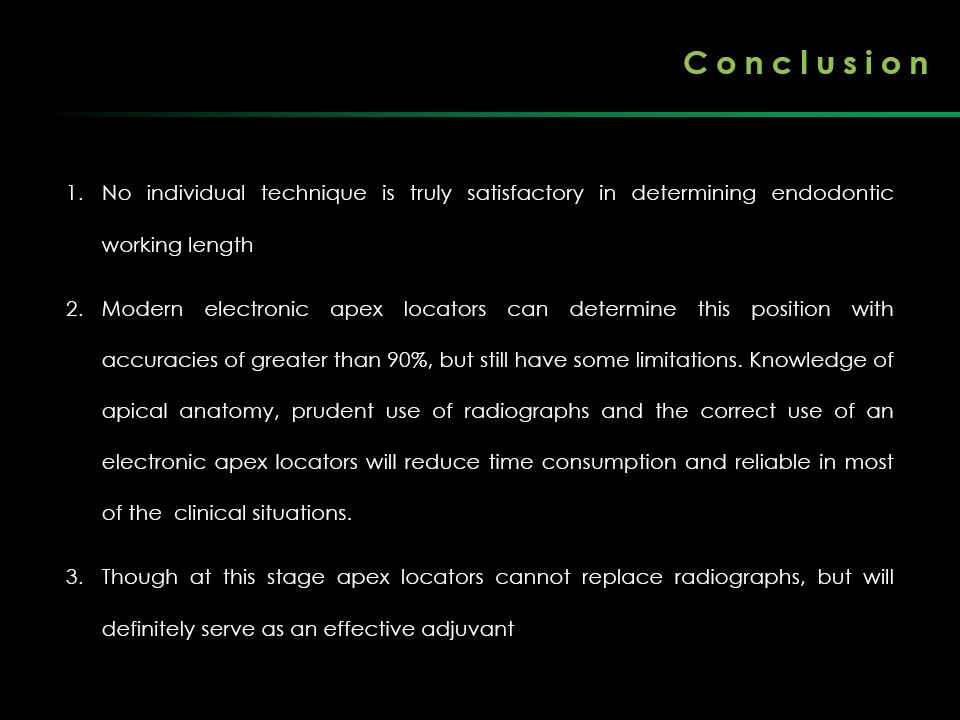 Conclusion
1. No individual technique is truly satisfactory in determining endodontic
working length
2. Modern electronic apex locators can determine this position with
accuracies of greater than 90%, but still have some limitations. Knowledge of
apical anatomy, prudent use of radiographs and the correct use of an
electronic apex locators will reduce time consumption and reliable in most
of the  clinical situations.
3. Though at this stage apex locators cannot replace radiographs, but will
definitely serve as an effective adjuvant